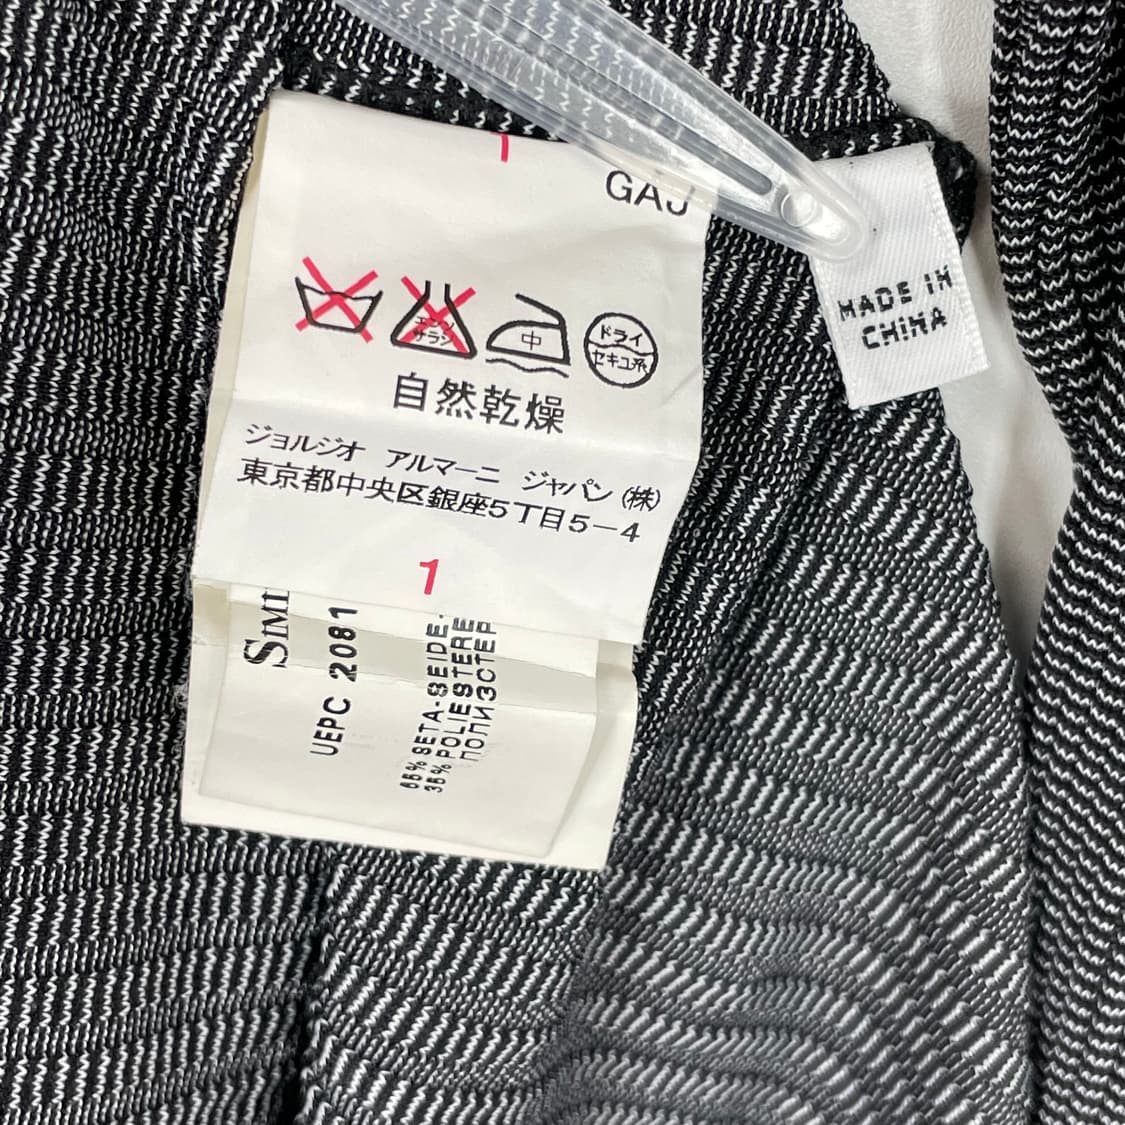 GAJ
MADE IN
CHINA
エンソ
サラシ
中
ドライ
セキユ系
自然乾燥
ジョルジオ アルマーニ ジャパン(株)
東京都中央区銀座5丁目5-4
1
SIMI
UEPC 2081
% SETA-SEIDE-
% POLIESTERE
ПОЛИЭСТЕР